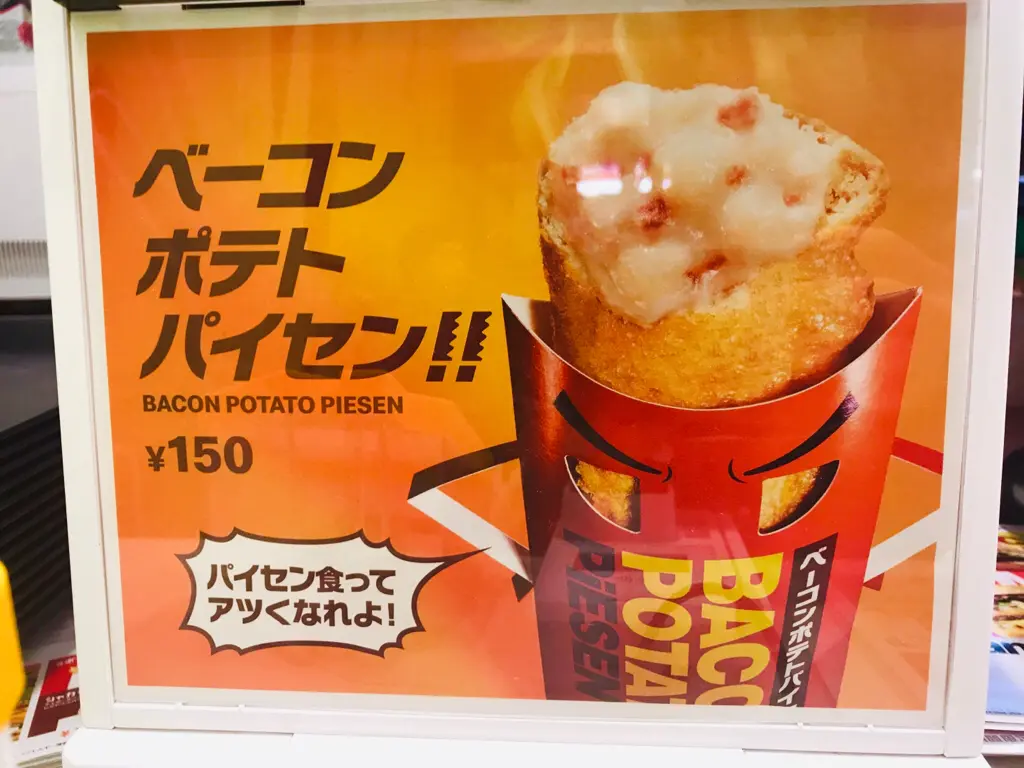 ベーコン
ポテト
パイセン!!
BACON POTATO PIESEN
¥150
パイセン食って
アツくなれよ!
ベーコンポテトパイ
BACO
POTA
PiESEN